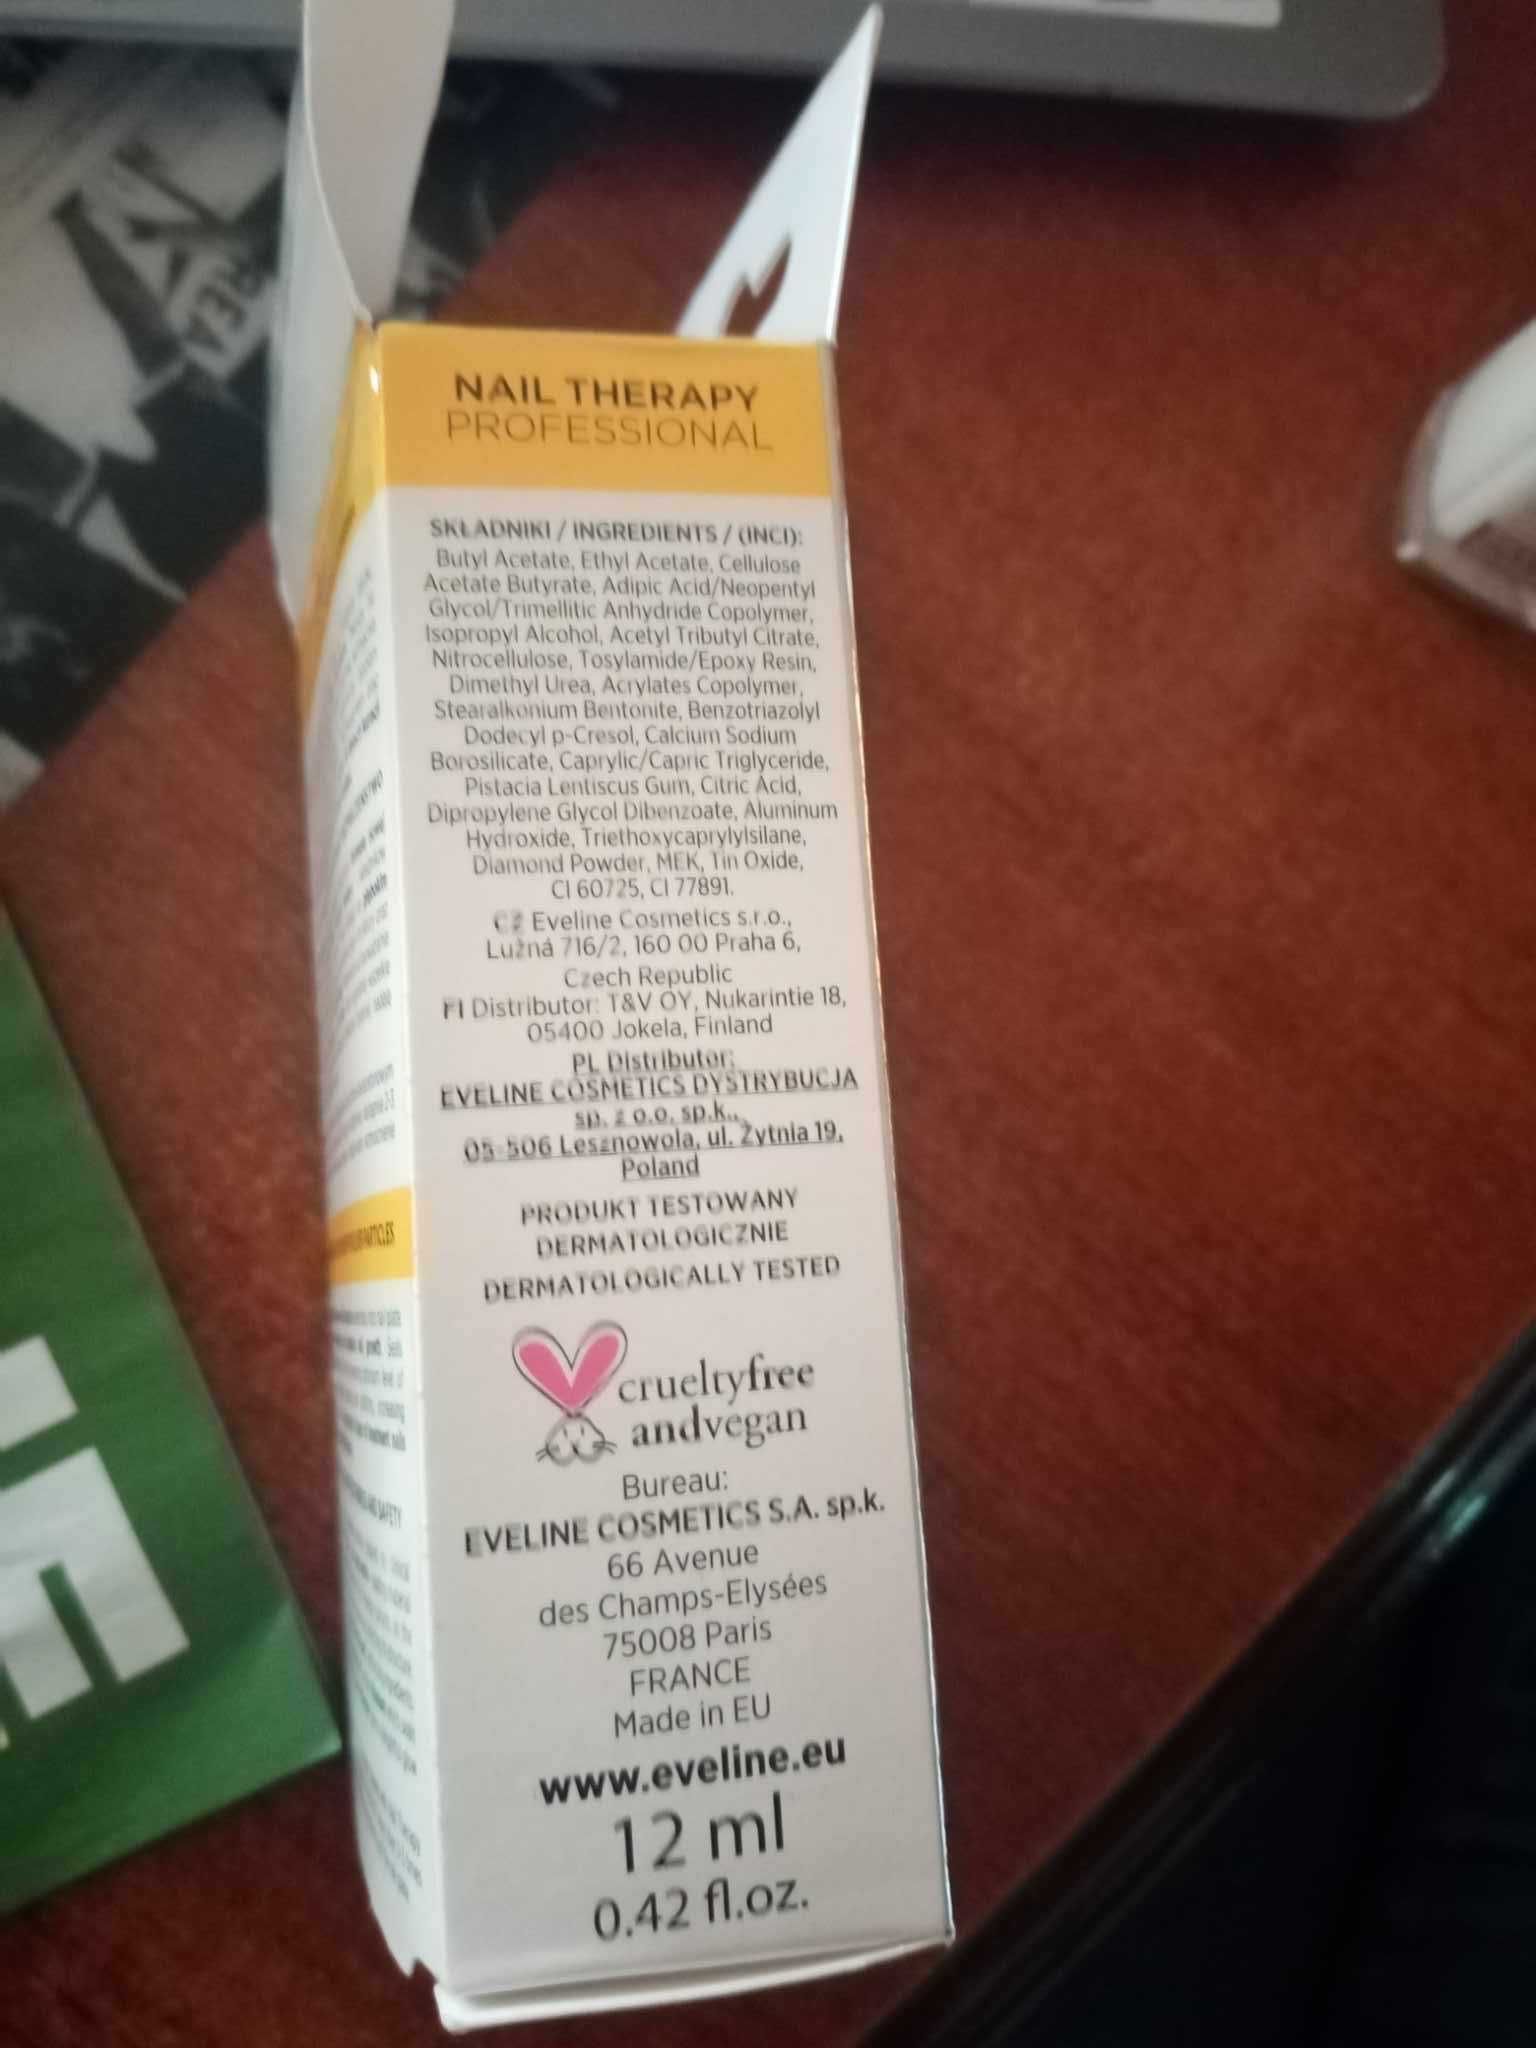 REA
NAIL THERAPY
PROFESSIONAL
SKŁADNIKI / INGREDIENTS / (INCI):
Butyl Acetate, Ethyl Acetate, Cellulose
Acetate Butyrate, Adipic Acid/Neopentyl
Glycol/Trimellitic Anhydride Copolymer,
Isopropyl Alcohol, Acetyl Tributyl Citrate,
Nitrocellulose, Tosylamide/Epoxy Resin,
Dimethyl Urea, Acrylates Copolymer,
Stearalkonium Bentonite, Benzotriazolyl
Dodecyl p-Cresol, Calcium Sodium
Borosilicate, Caprylic/Capric Triglyceride,
Pistacia Lentiscus Gum, Citric Acid,
Dipropylene Glycol Dibenzoate, Aluminum
Hydroxide, Triethoxycaprylylsilane,
Diamond Powder, MEK, Tin Oxide,
CI 60725, CI 77891.
CZ Eveline Cosmetics s.r.o.,
Lužná 716/2, 160 00 Praha 6,
Czech Republic
FI Distributor: T&V OY, Nukarintie 18,
05400 Jokela, Finland
PL Distributor:
EVELINE COSMETICS DYSTRYBUCJA
sp. z o.o. sp.k.,
05-506 Lesznowola, ul. Żytnia 19,
Poland
PRODUKT TESTOWANY
DERMATOLOGICZNIE
DERMATOLOGICALLY TESTED
crueltyfree
andvegan
Bureau:
EVELINE COSMETICS S.A. sp.k.
66 Avenue
des Champs-Elysées
75008 Paris
FRANCE
Made in EU
www.eveline.eu
12 ml
0.42 fl.oz.
PARTICLES
AND SAFETY